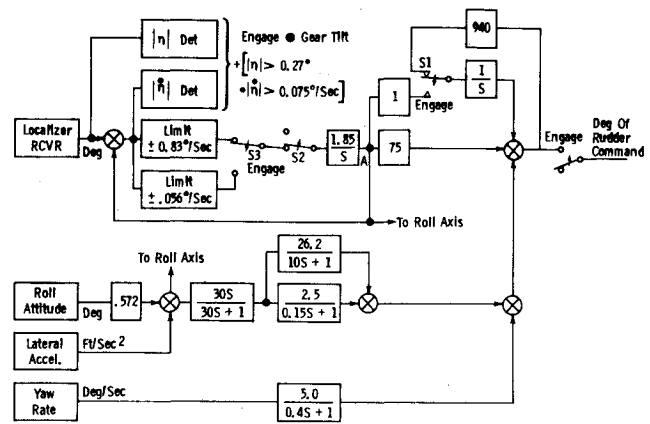 |η| Det
Engage ● Gear Tilt
+ [|η| > 0.27°
● |η̇| > 0.075°/Sec]
|η̇| Det
940
S1
1
Engage
I
S
Localizer
RCVR
Deg
Limit
± 0.83°/Sec
S3
Engage
S2
1.85
S
A
75
Engage
Deg Of
Rudder
Command
Limit
± .056°/Sec
To Roll Axis
To Roll Axis
26.2
10S + 1
Roll
Attitude
Deg
.572
30S
30S + 1
2.5
0.15S + 1
Lateral
Accel.
Ft/Sec2
Yaw
Rate
Deg/Sec
5.0
0.4S + 1